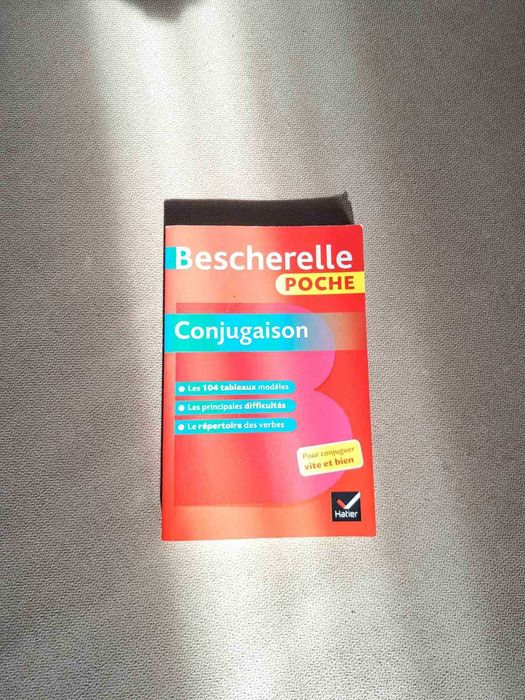 Bescherelle
POCHE
Conjugaison
Les 104 tableaux modèles
Les principales difficultés
Le répertoire des verbes
Pour conjuguer
vite et bien
Hatier